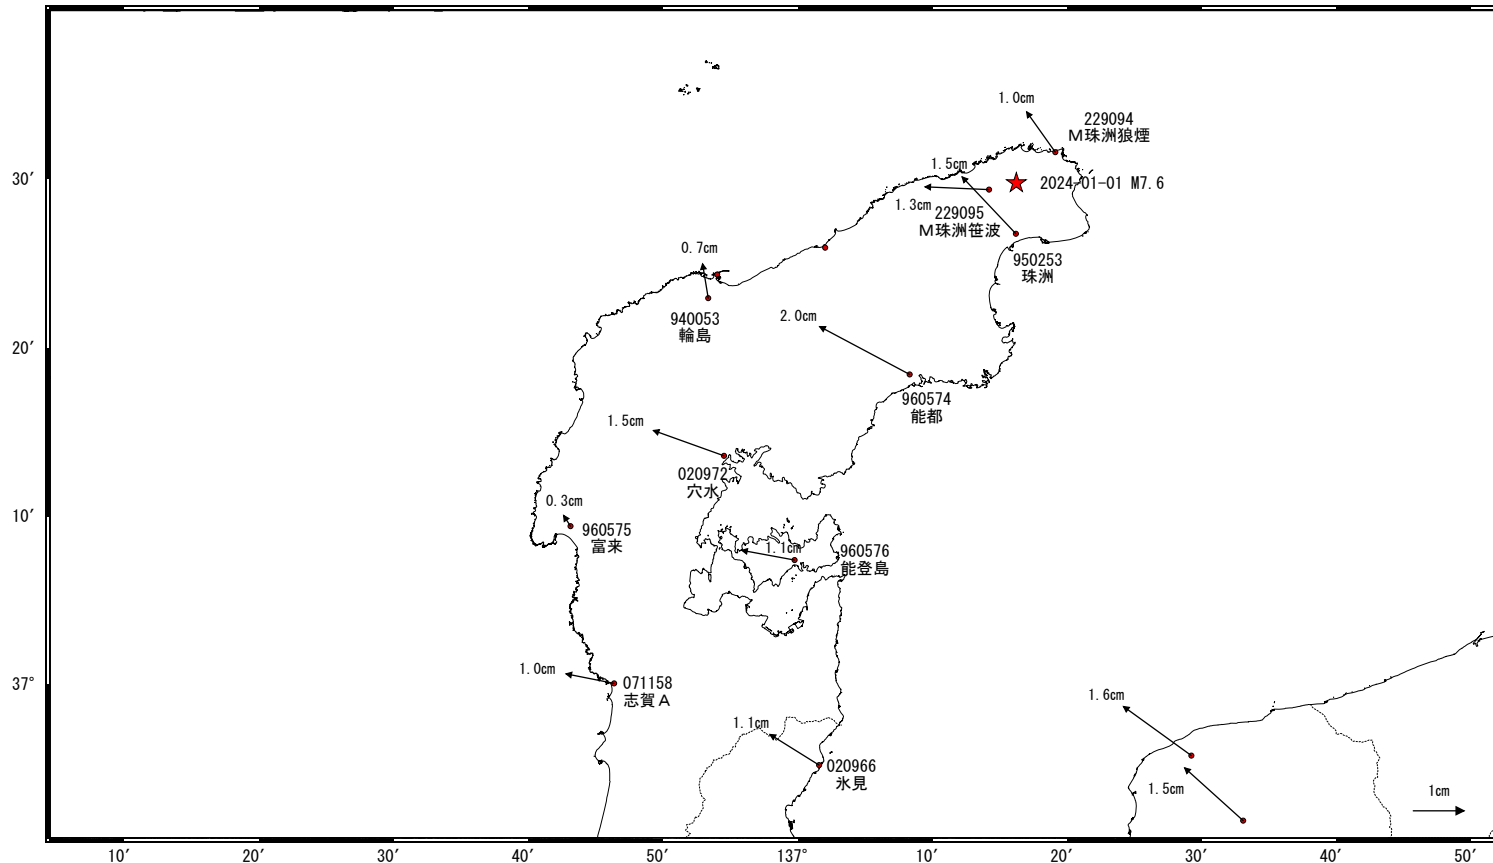 1.0cm
229094
M珠洲狼煙
30′
1.5cm
2024-01-01 M7.6
1.3cm
229095
M珠洲笹波
0.7cm
950253
珠洲
940053
輪島
2.0cm
20′
960574
能都
1.5cm
020972
穴水
0.3cm
10′
960575
富来
1.1cm
960576
能登島
1.0cm
37°
071158
志賀A
1.6cm
1.1cm
020966
氷見
1.5cm
1cm
10′ 20′ 30′ 40′ 50′ 137° 10′ 20′ 30′ 40′ 50′